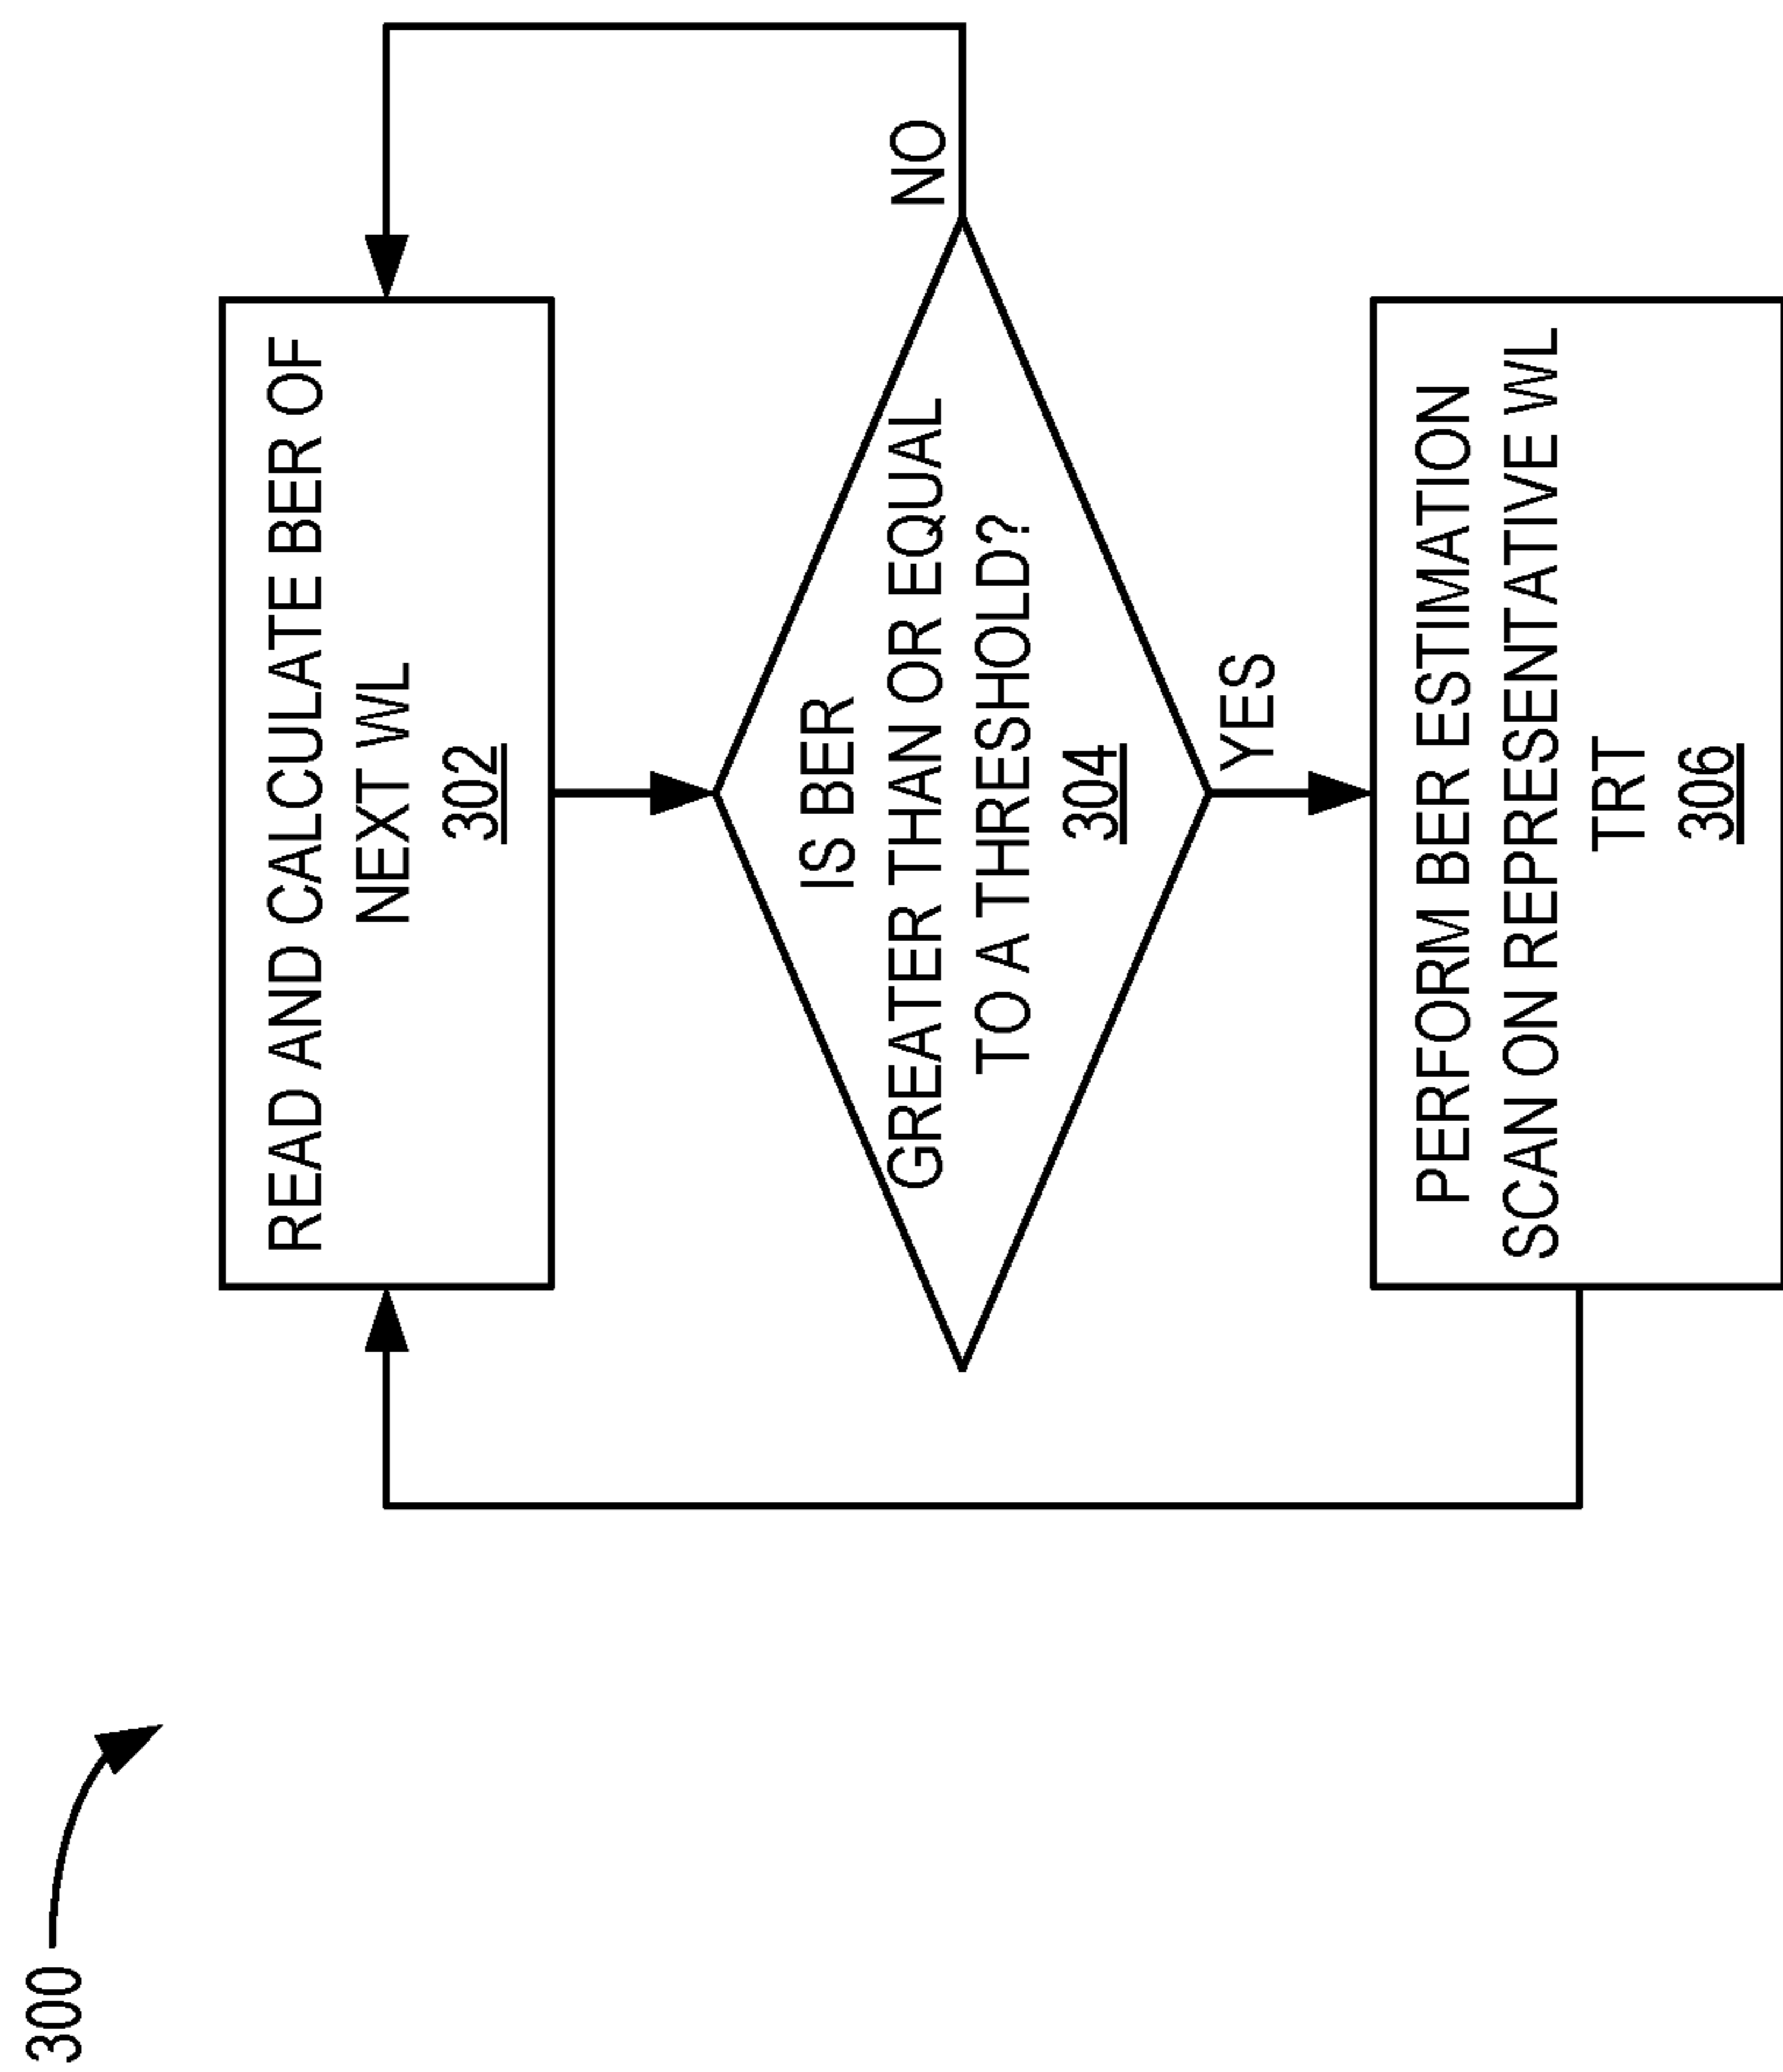 300
READ AND CALCULATE BER OF
NEXT WL
302
IS BER
GREATER THAN OR EQUAL
TO A THRESHOLD?
304
NO
YES
PERFORM BER ESTIMATION
SCAN ON REPRESENTATIVE WL
TRT
306